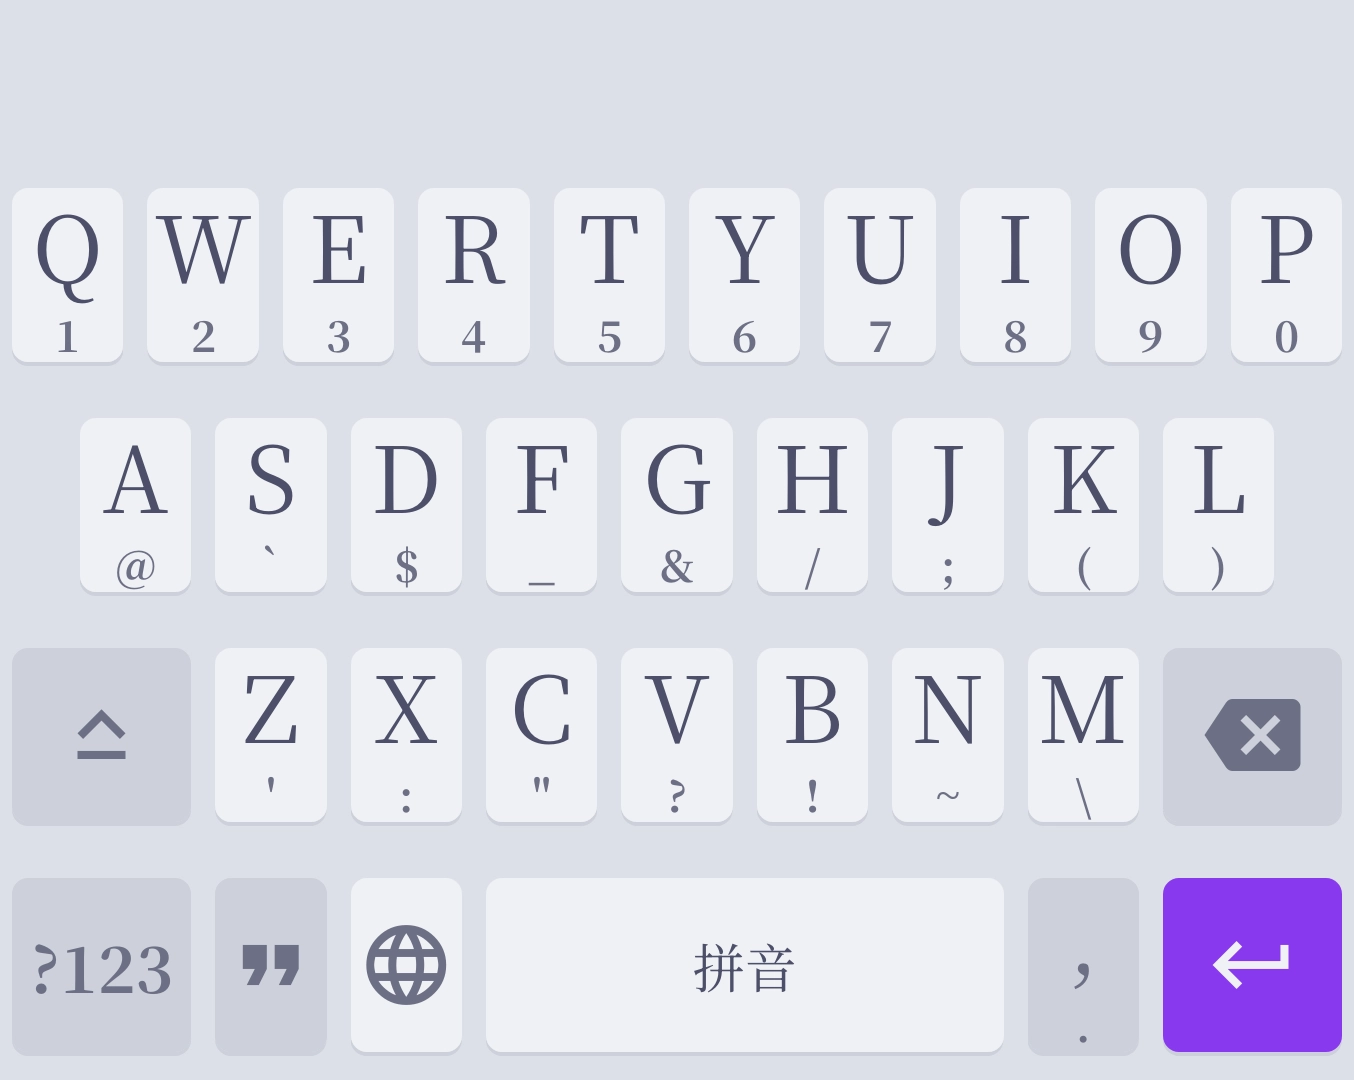 Q W E R T Y U I O P
1 2 3 4 5 6 7 8 9 0
A S D F G H J K L
@ ` $ _ & / ; ( )
Z X C V B N M
' : " ? ! ~ \
?123 拼音 ,
.